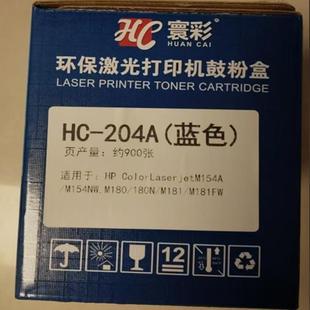 HC 寰彩
HUAN CAI
环保激光打印机鼓粉盒
LASER PRINTER TONER CARTRIDGE
HC-204A(蓝色)
页产量：约900张
适用于：HP ColorLaserjetM154A
/M154NW、M180/180N/M181/M181FW
12